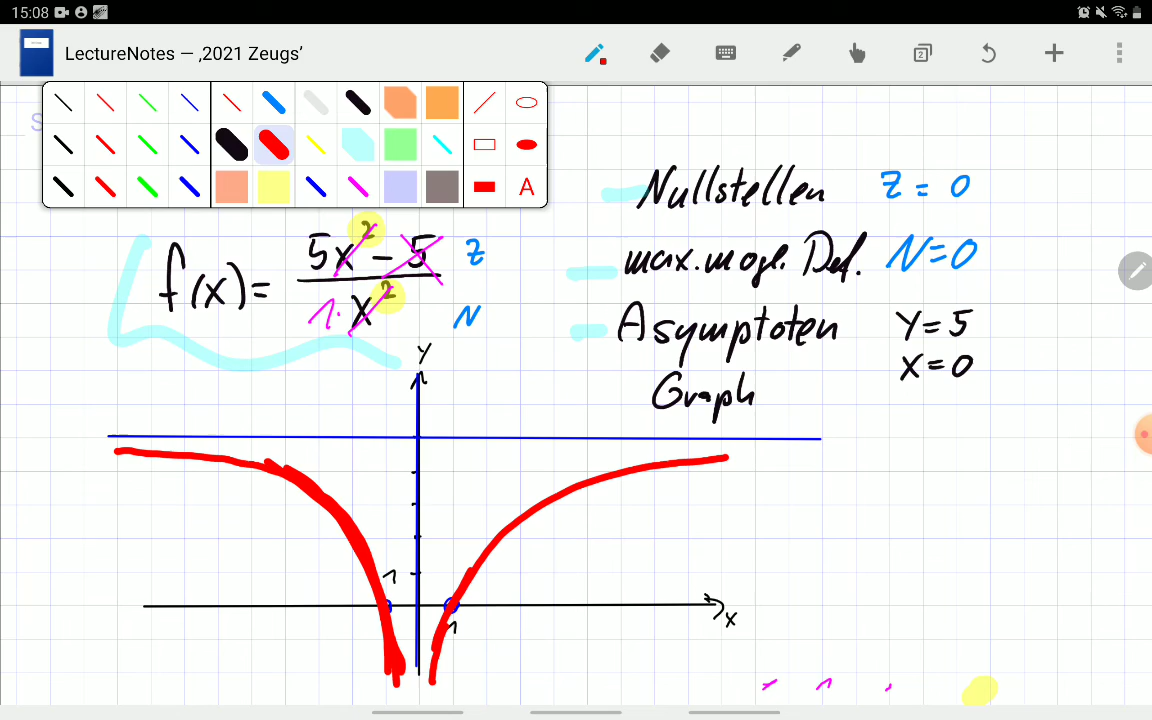 15:08
LectureNotes — ‚2021 Zeugs’
2
A
Nullstellen Z = 0
max. mögl. Def. N=0
Asymptoten Y=5
X=0
Graph
f(x)= 5x² - 5 Z
1·x² N
Y
1
1
x